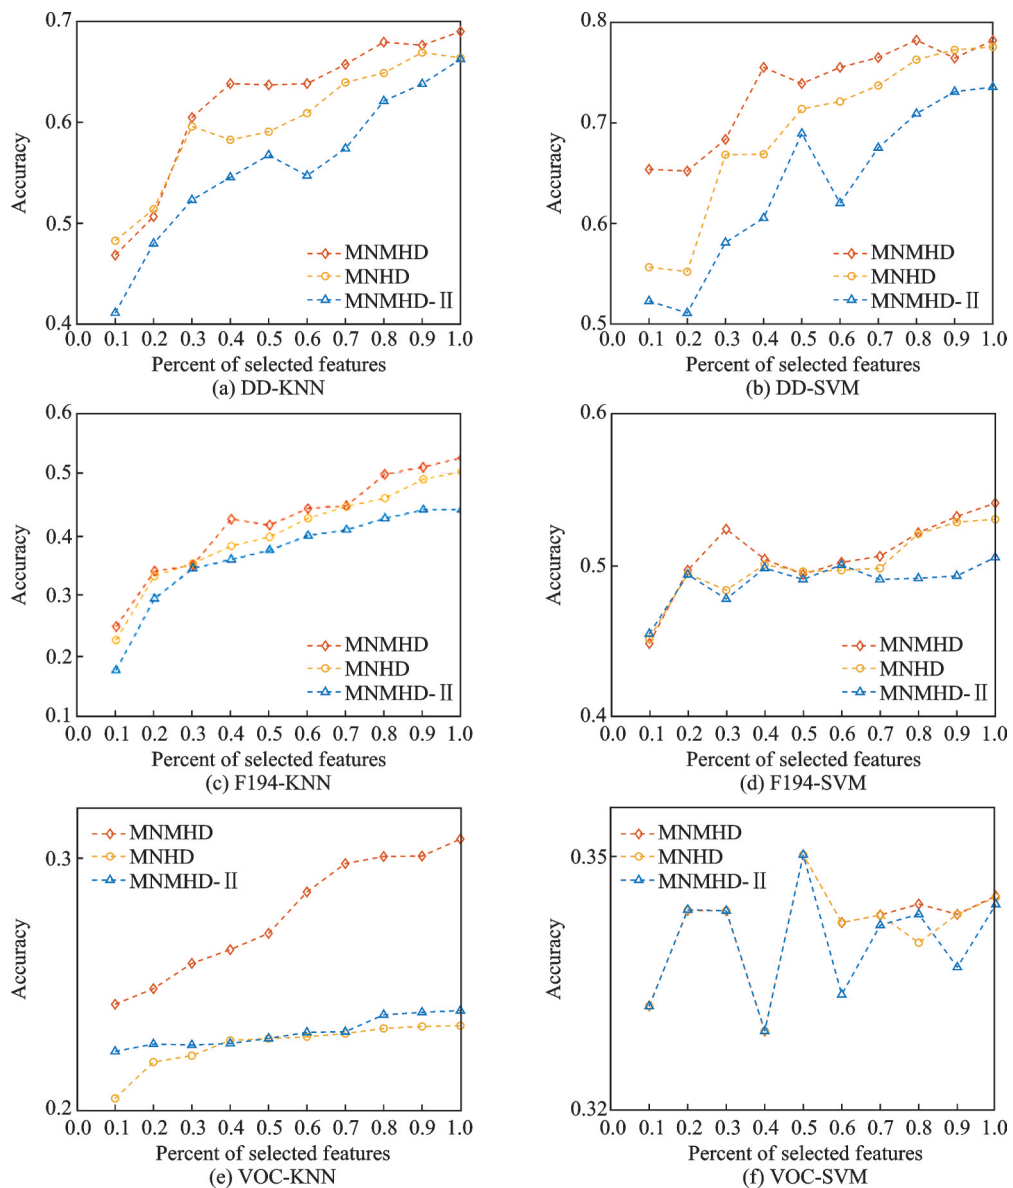 0.7
0.6
0.5
0.4
Accuracy
MNMHD
MNHD
MNMHD-Ⅱ
0.0 0.1 0.2 0.3 0.4 0.5 0.6 0.7 0.8 0.9 1.0
Percent of selected features
(a) DD-KNN
0.8
0.7
0.6
0.5
Accuracy
MNMHD
MNHD
MNMHD-Ⅱ
0.0 0.1 0.2 0.3 0.4 0.5 0.6 0.7 0.8 0.9 1.0
Percent of selected features
(b) DD-SVM
0.6
0.5
0.4
0.3
0.2
0.1
Accuracy
MNMHD
MNHD
MNMHD-Ⅱ
0.0 0.1 0.2 0.3 0.4 0.5 0.6 0.7 0.8 0.9 1.0
Percent of selected features
(c) F194-KNN
0.6
0.5
0.4
Accuracy
MNMHD
MNHD
MNMHD-Ⅱ
0.0 0.1 0.2 0.3 0.4 0.5 0.6 0.7 0.8 0.9 1.0
Percent of selected features
(d) F194-SVM
MNMHD
MNHD
MNMHD-Ⅱ
0.3
0.2
Accuracy
0.0 0.1 0.2 0.3 0.4 0.5 0.6 0.7 0.8 0.9 1.0
Percent of selected features
(e) VOC-KNN
MNMHD
MNHD
MNMHD-Ⅱ
0.35
0.32
Accuracy
0.0 0.1 0.2 0.3 0.4 0.5 0.6 0.7 0.8 0.9 1.0
Percent of selected features
(f) VOC-SVM